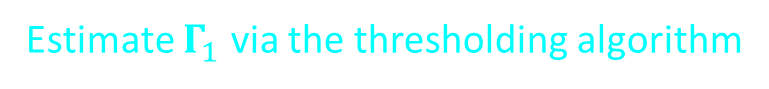 Estimate 𝚪₁ via the thresholding algorithm